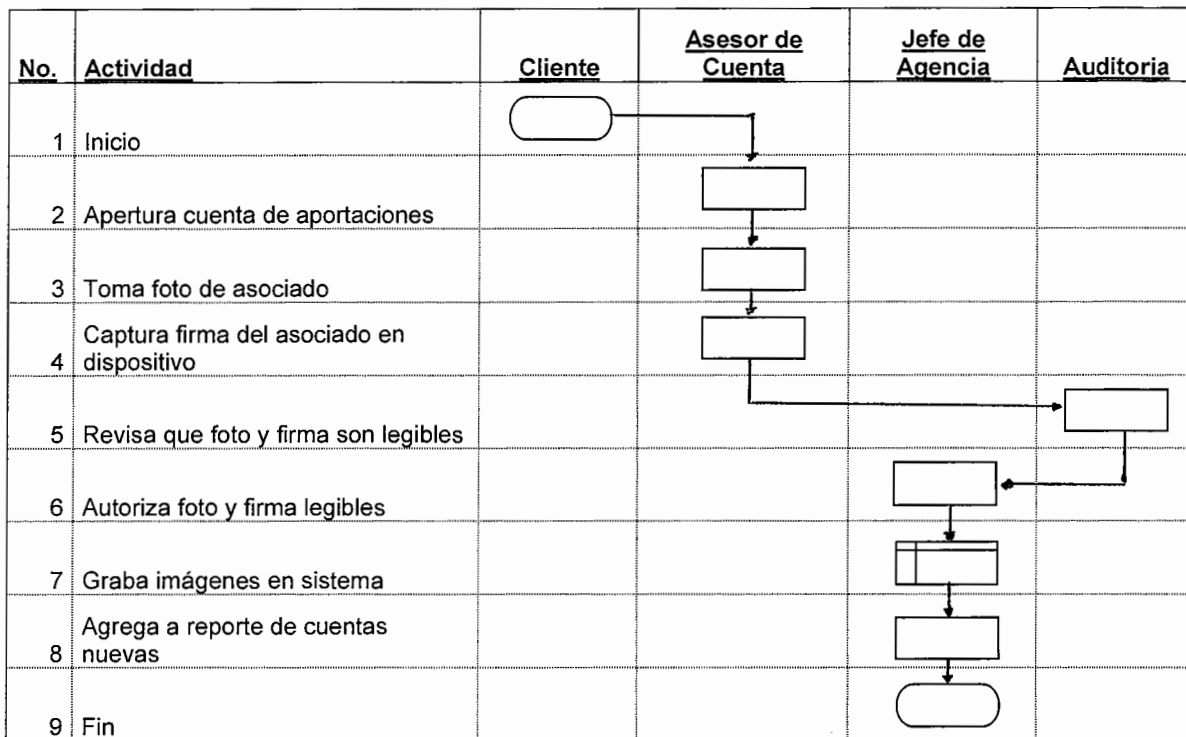 No. Actividad Cliente Asesor de Cuenta Jefe de Agencia Auditoria
1 Inicio
2 Apertura cuenta de aportaciones
3 Toma foto de asociado
4 Captura firma del asociado en dispositivo
5 Revisa que foto y firma son legibles
6 Autoriza foto y firma legibles
7 Graba imágenes en sistema
8 Agrega a reporte de cuentas nuevas
9 Fin